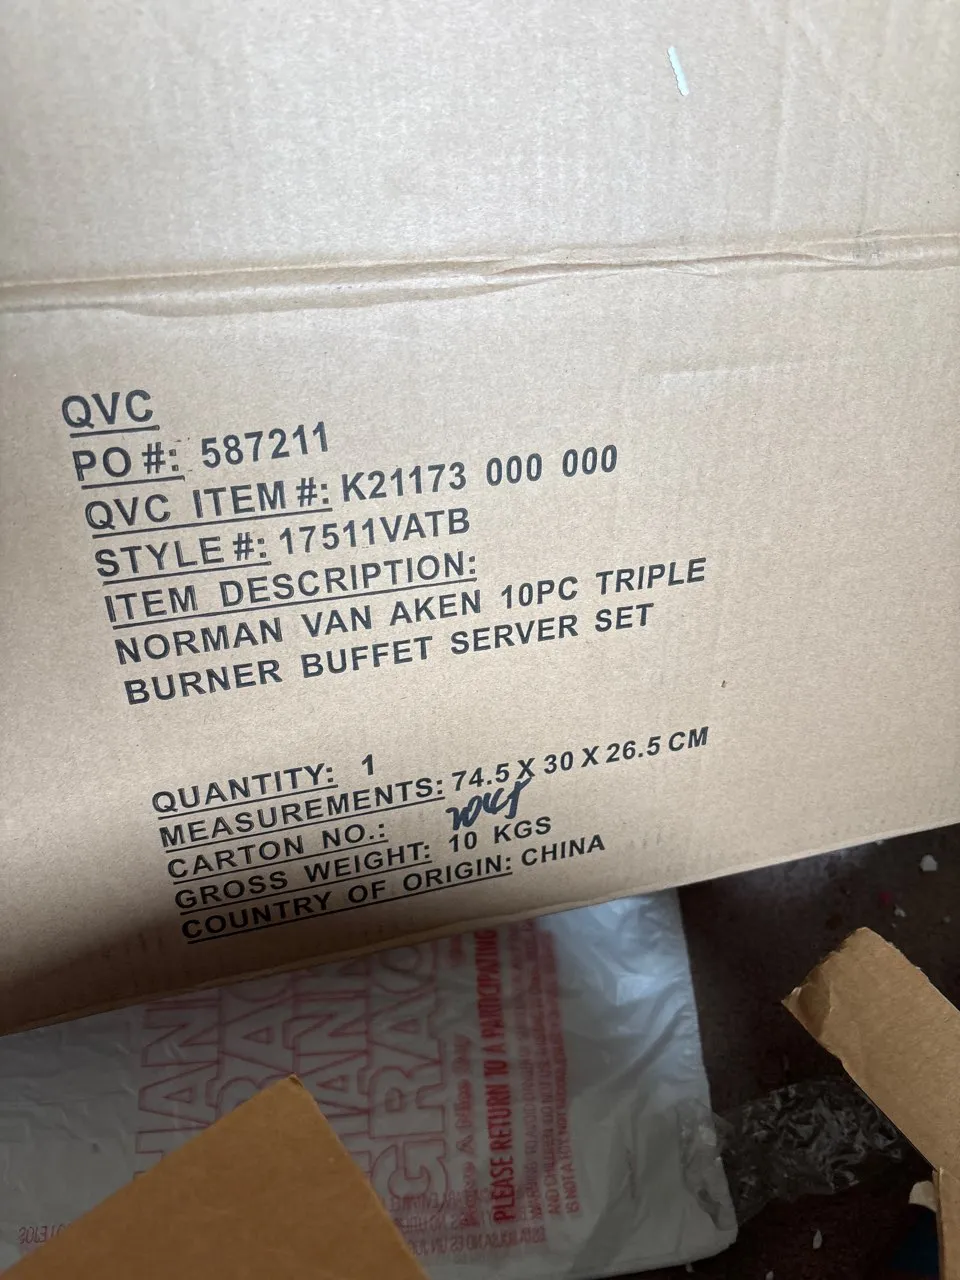 QVC
PO #: 587211
QVC ITEM #: K21173 000 000
STYLE #: 17511VATB
ITEM DESCRIPTION:
NORMAN VAN AKEN 10PC TRIPLE
BURNER BUFFET SERVER SET
QUANTITY: 1
MEASUREMENTS: 74.5 X 30 X 26.5 CM
CARTON NO.:
GROSS WEIGHT: 10 KGS
COUNTRY OF ORIGIN: CHINA
PLEASE RETURN TO A PARTICIPATING